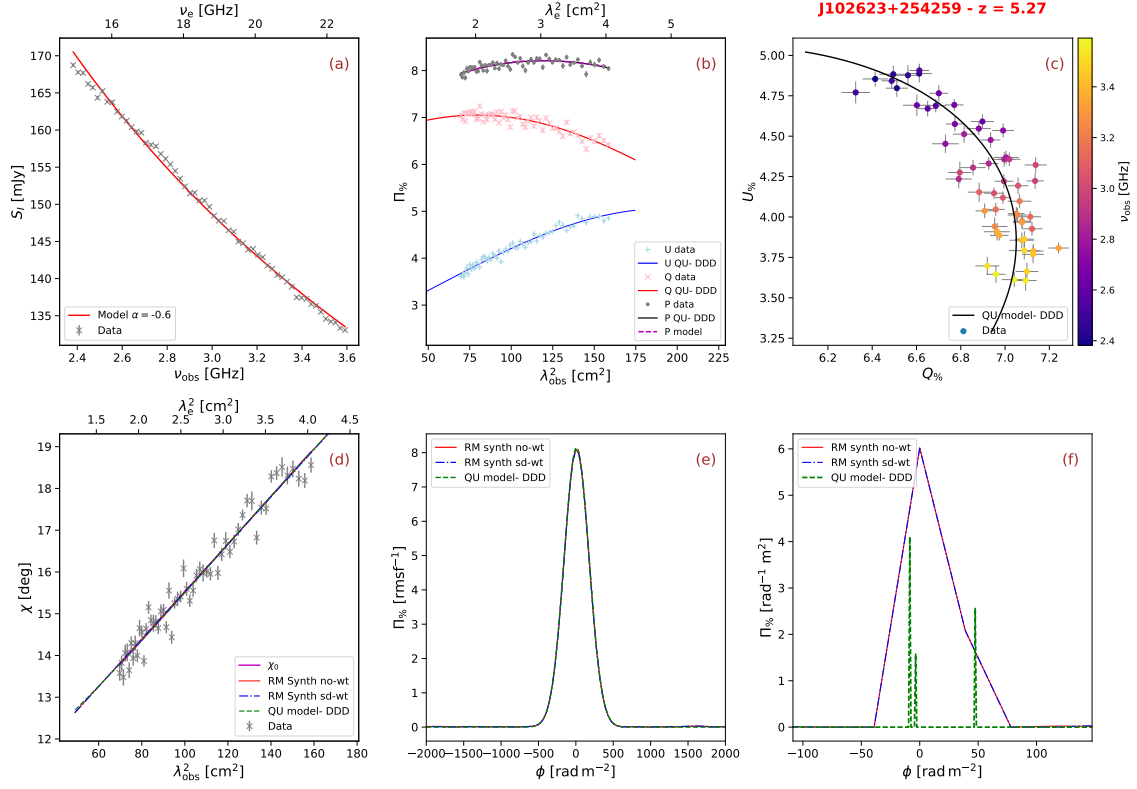 J102623+254259 - z = 5.27
ν_e [GHz]
16 18 20 22
(a)
170
165
160
155
150
145
140
135
S_I [mJy]
Model α = -0.6
Data
2.4 2.6 2.8 3.0 3.2 3.4 3.6
ν_obs [GHz]
λ_e^2 [cm^2]
2 3 4 5
(b)
8
7
6
5
4
3
Π_%
U data
U QU- DDD
Q data
Q QU- DDD
P data
P QU- DDD
P model
50 75 100 125 150 175 200 225
λ_obs^2 [cm^2]
(c)
5.00
4.75
4.50
4.25
4.00
3.75
3.50
3.25
U_%
QU model- DDD
Data
6.2 6.4 6.6 6.8 7.0 7.2
Q_%
3.4
3.2
3.0
2.8
2.6
2.4
ν_obs [GHz]
λ_e^2 [cm^2]
1.5 2.0 2.5 3.0 3.5 4.0 4.5
(d)
19
18
17
16
15
14
13
12
χ [deg]
χ_0
RM Synth no-wt
RM Synth sd-wt
QU model- DDD
Data
60 80 100 120 140 160 180
λ_obs^2 [cm^2]
RM synth no-wt
RM synth sd-wt
QU model- DDD
(e)
8
7
6
5
4
3
2
1
0
Π_% [rmsf^-1]
−2000 −1500 −1000 −500 0 500 1000 1500 2000
ϕ [rad m^−2]
RM synth no-wt
RM synth sd-wt
QU model- DDD
(f)
6
5
4
3
2
1
0
Π_% [rad^-1 m^2]
−100 −50 0 50 100
ϕ [rad m^−2]